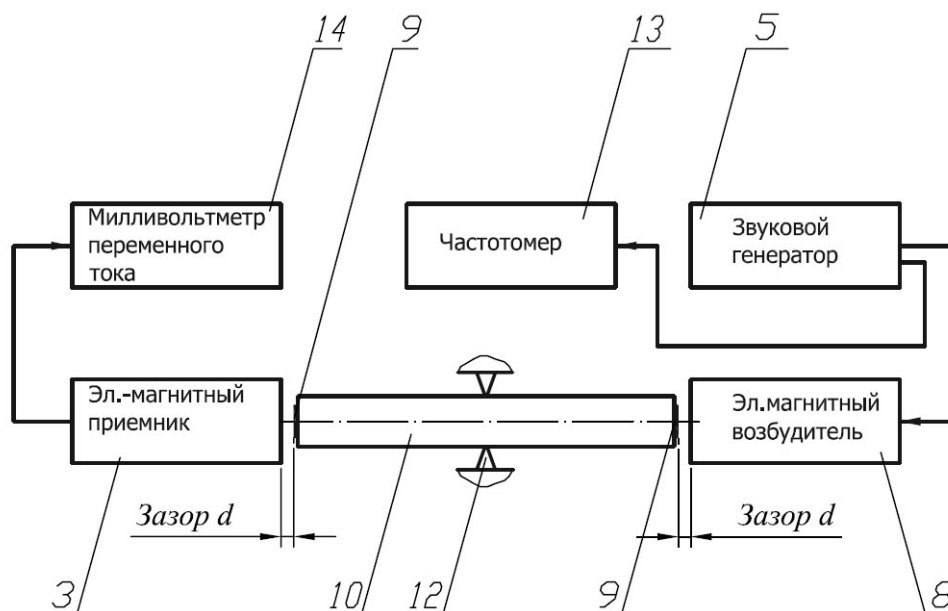 14
9
13
5
Милливольтметр
переменного
тока
Частотомер
Звуковой
генератор
Эл.-магнитный
приемник
Эл.магнитный
возбудитель
Зазор d
Зазор d
3
10
12
9
8